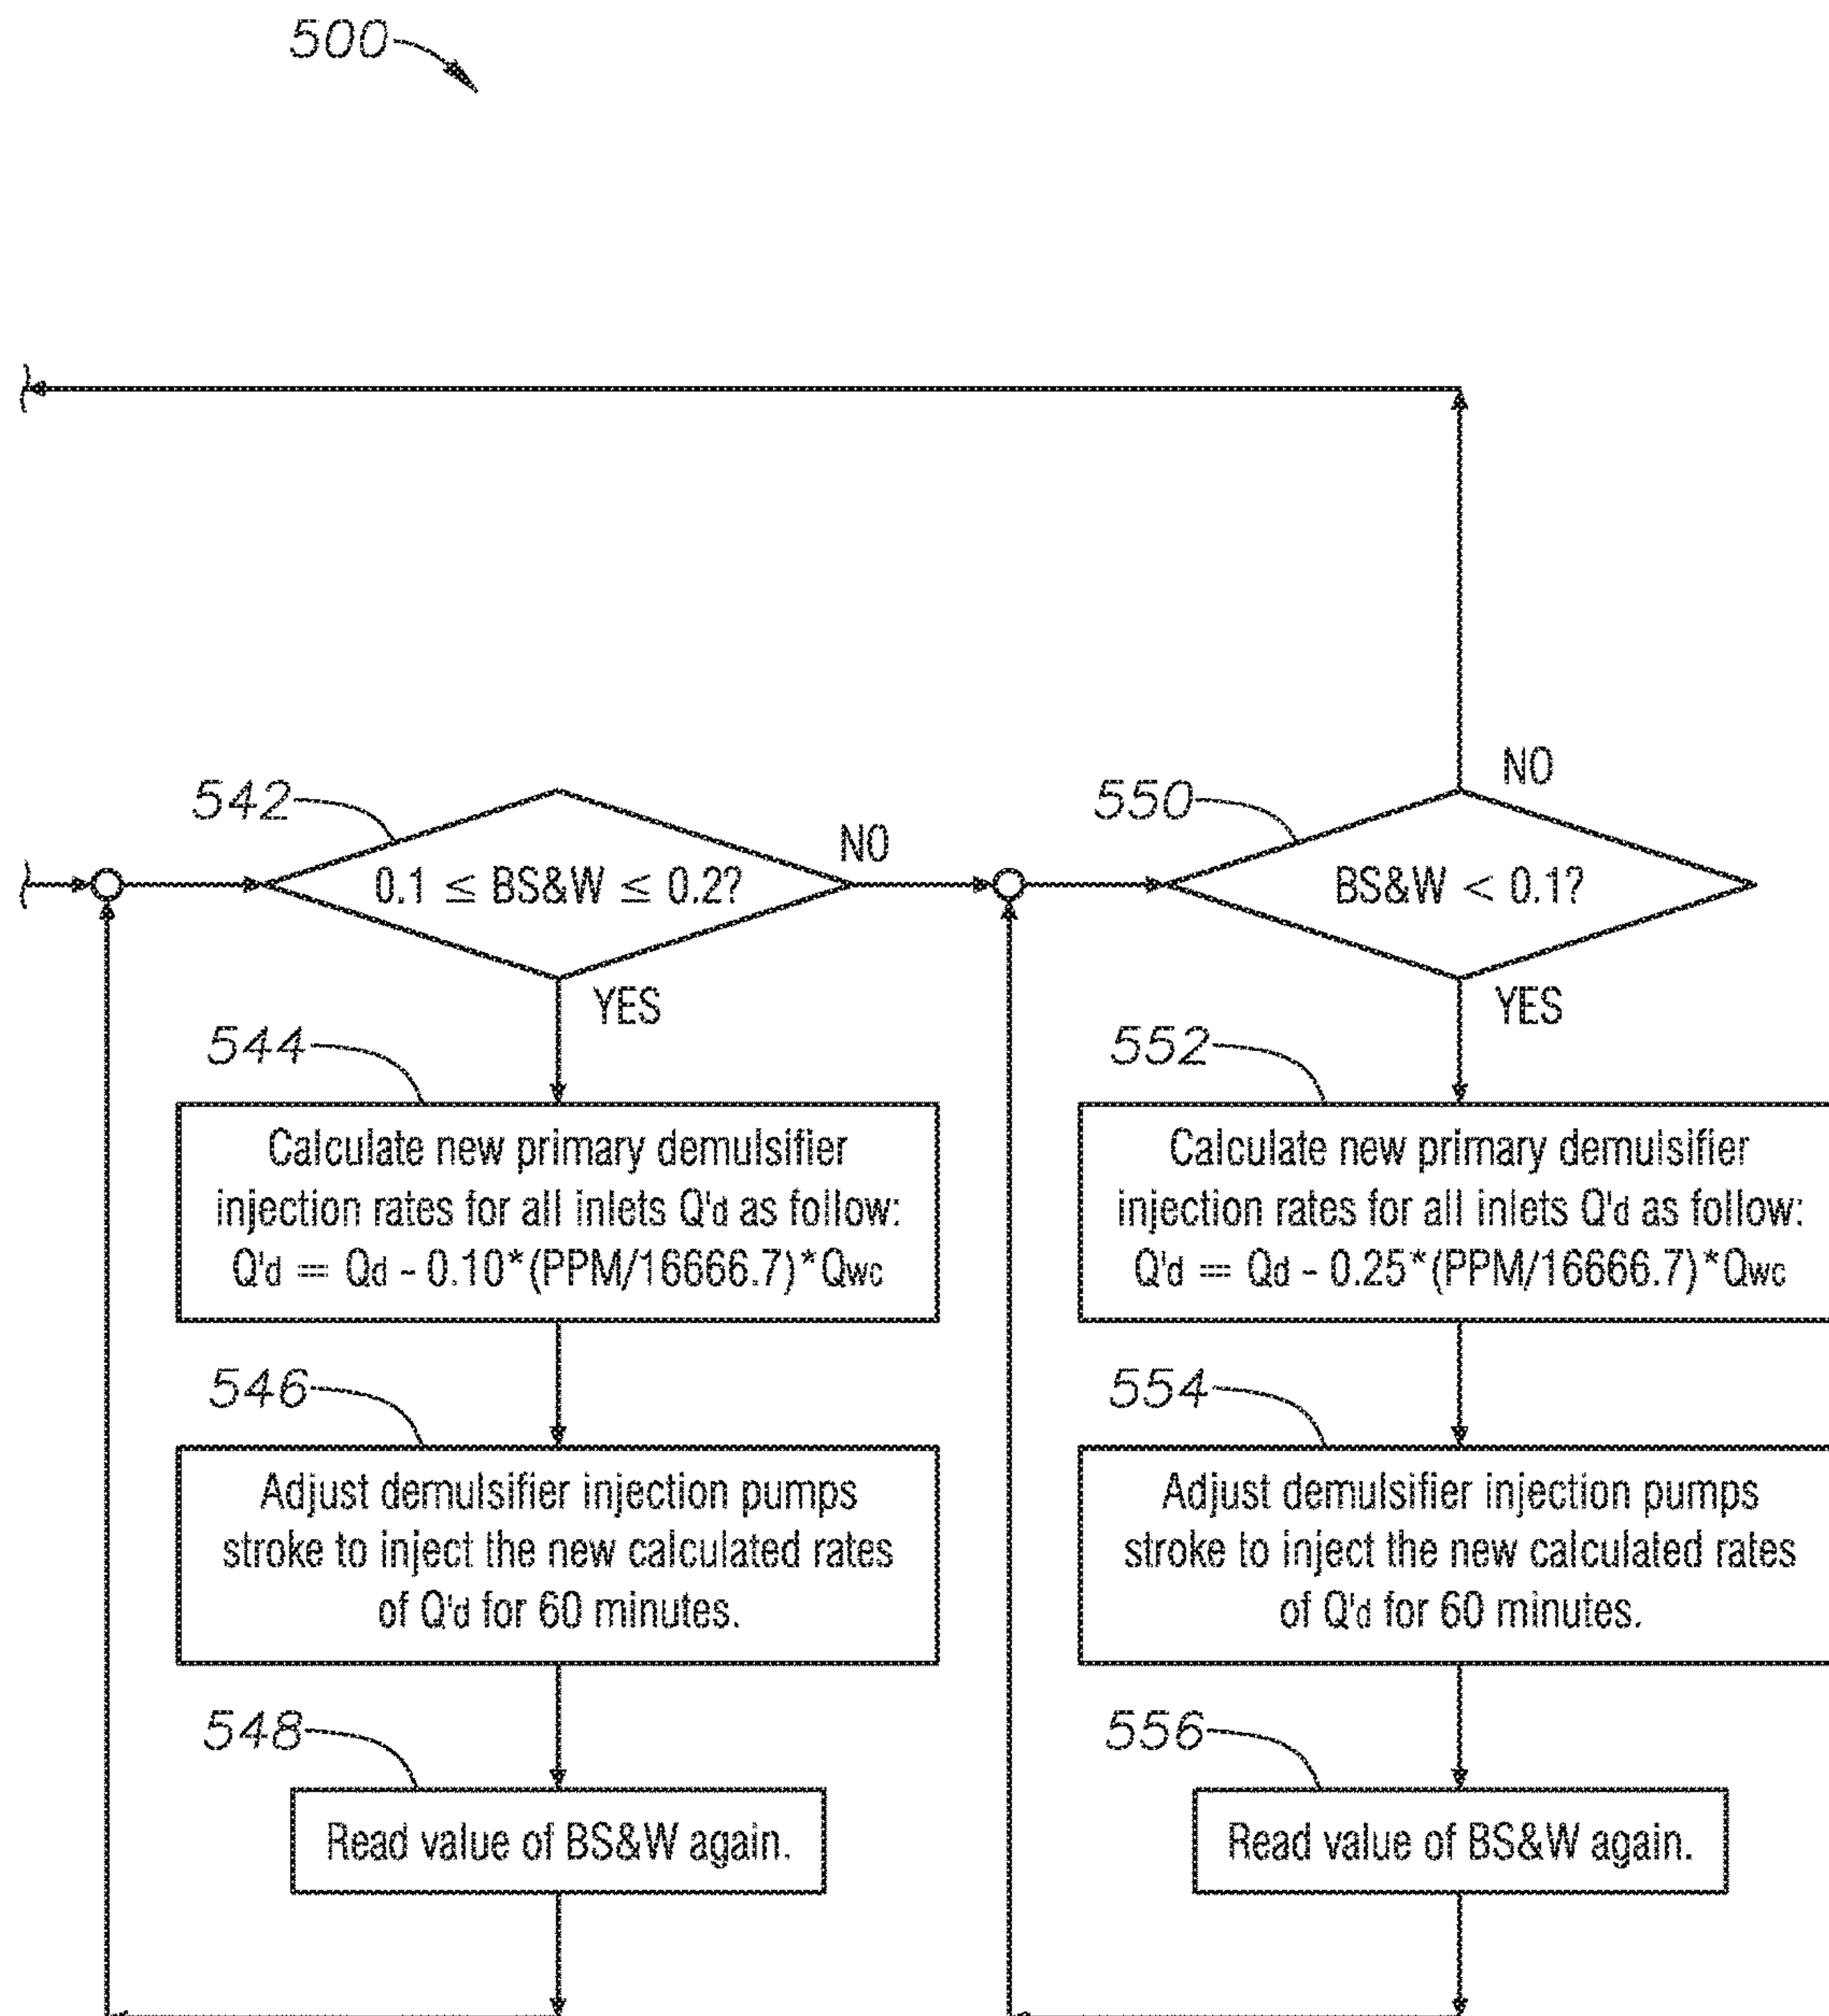 500
542
0.1 ≤ BS&W ≤ 0.2?
NO
YES
550
BS&W < 0.1?
NO
YES
544
Calculate new primary demulsifier
injection rates for all inlets Q'd as follow:
Q'd = Qd - 0.10*(PPM/16666.7)*Qwc
546
Adjust demulsifier injection pumps
stroke to inject the new calculated rates
of Q'd for 60 minutes.
548
Read value of BS&W again.
552
Calculate new primary demulsifier
injection rates for all inlets Q'd as follow:
Q'd = Qd - 0.25*(PPM/16666.7)*Qwc
554
Adjust demulsifier injection pumps
stroke to inject the new calculated rates
of Q'd for 60 minutes.
556
Read value of BS&W again.